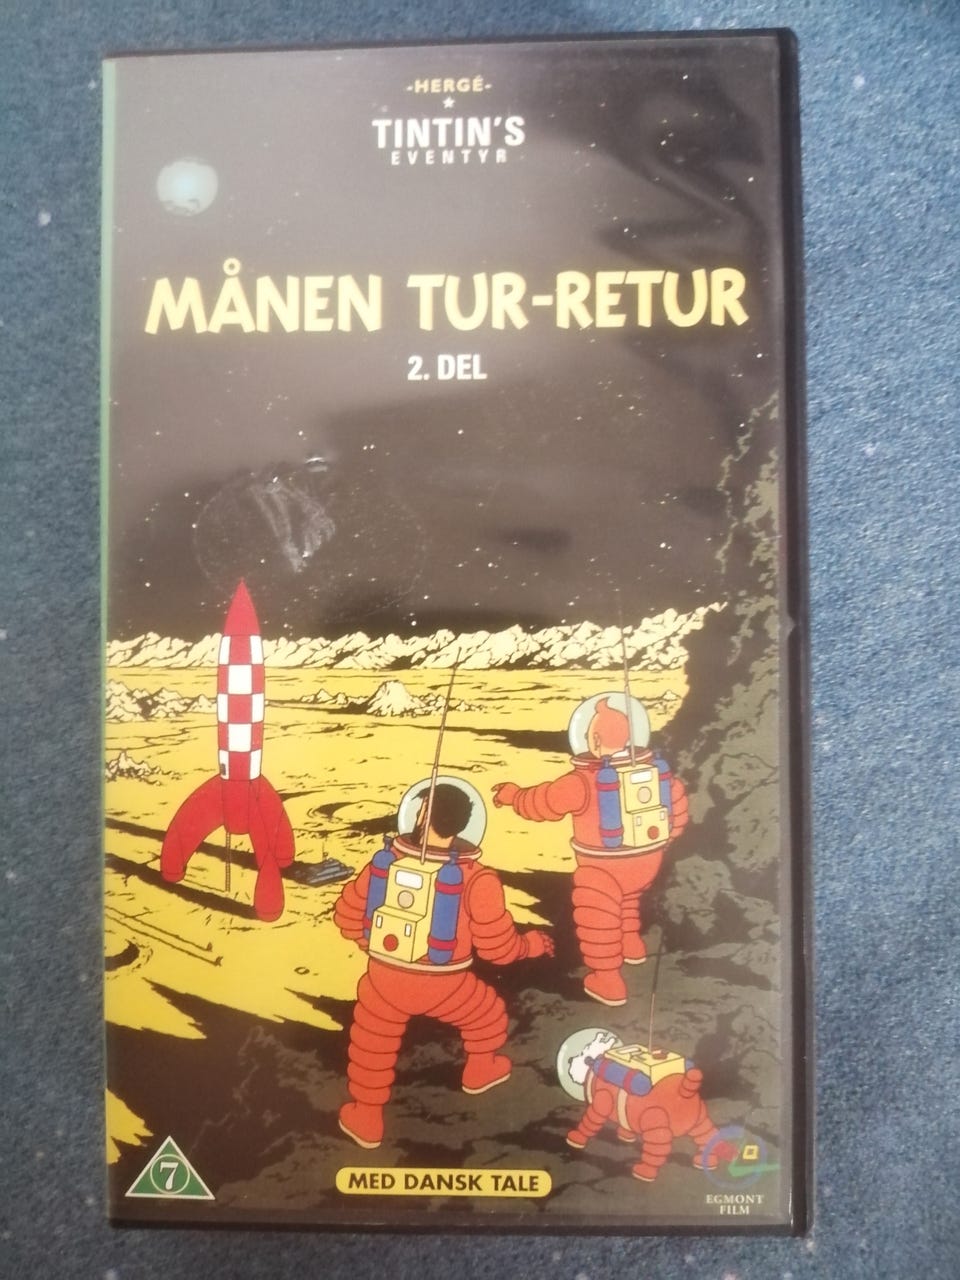 -HERGÉ-
TINTIN'S
EVENTYR
MÅNEN TUR-RETUR
2. DEL
7
MED DANSK TALE
EGMONT
FILM